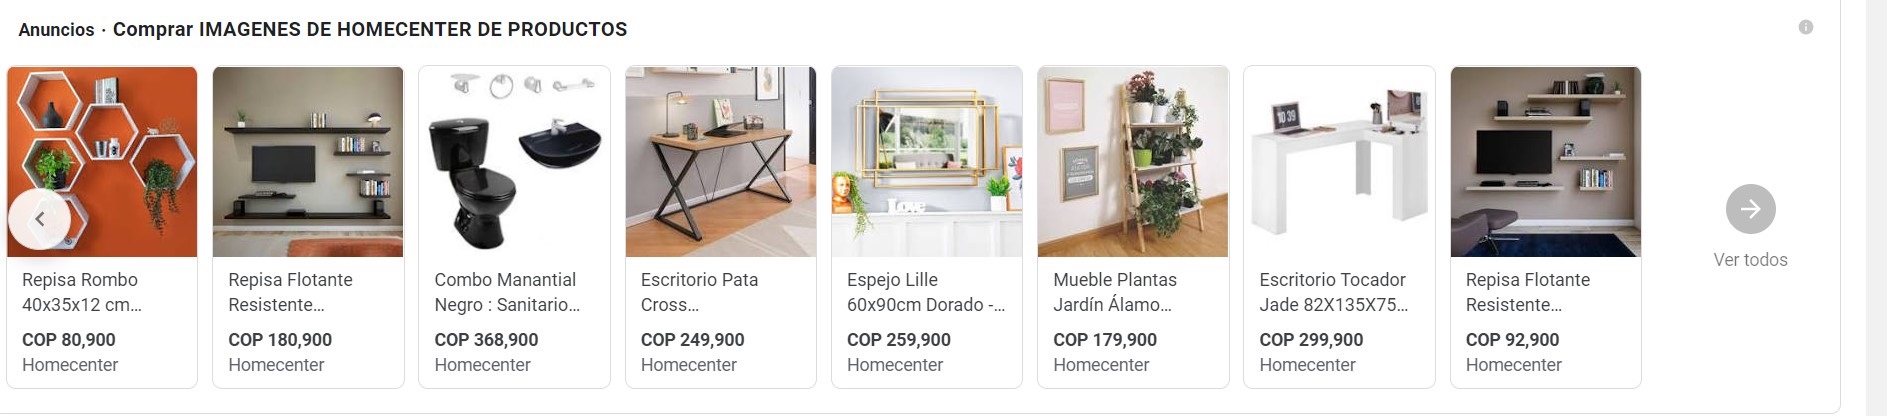 Anuncios · Comprar IMAGENES DE HOMECENTER DE PRODUCTOS
10 39
LOVE
Repisa Rombo
40x35x12 cm...
COP 80,900
Homecenter
Repisa Flotante
Resistente...
COP 180,900
Homecenter
Combo Manantial
Negro : Sanitario...
COP 368,900
Homecenter
Escritorio Pata
Cross...
COP 249,900
Homecenter
Espejo Lille
60x90cm Dorado -...
COP 259,900
Homecenter
Mueble Plantas
Jardín Álamo...
COP 179,900
Homecenter
Escritorio Tocador
Jade 82X135X75...
COP 299,900
Homecenter
Repisa Flotante
Resistente...
COP 92,900
Homecenter
Ver todos